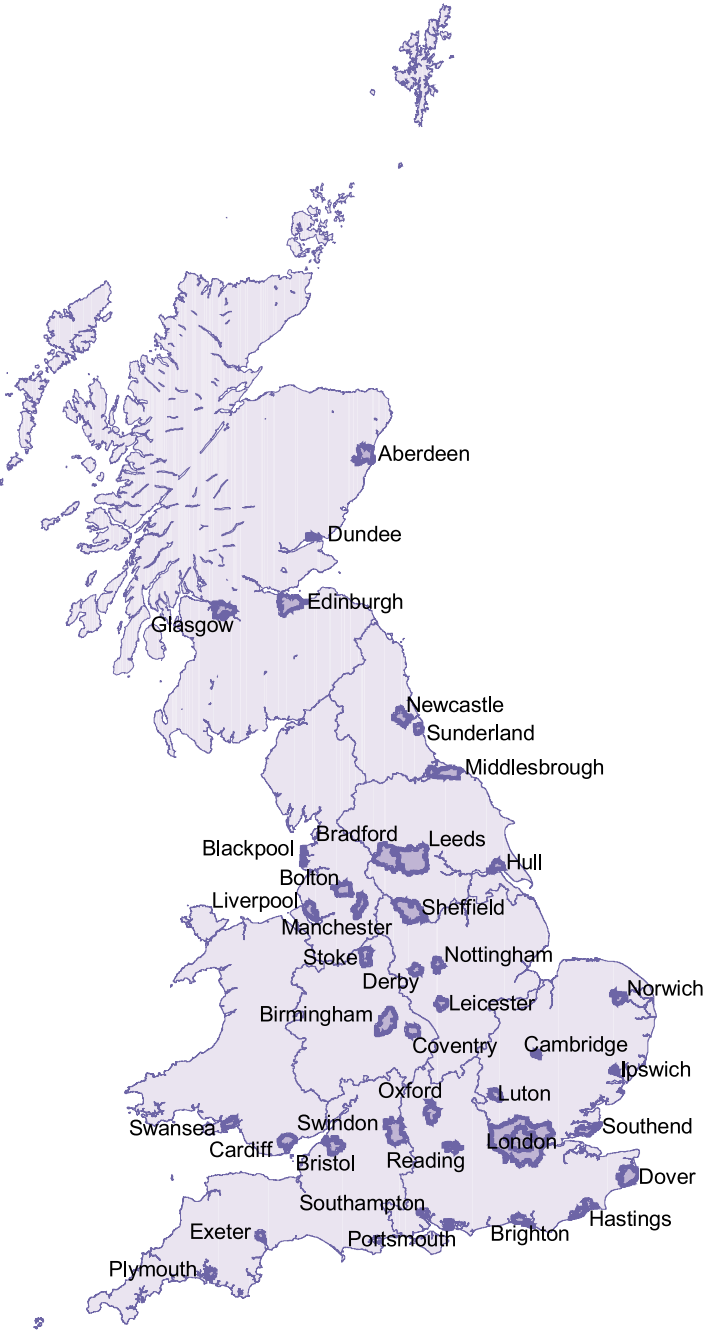 Aberdeen
Dundee
Edinburgh
Glasgow
Newcastle
Sunderland
Middlesbrough
Bradford
Leeds
Blackpool
Hull
Bolton
Liverpool
Sheffield
Manchester
Stoke
Nottingham
Derby
Norwich
Leicester
Birmingham
Coventry
Cambridge
Ipswich
Oxford
Luton
Swansea
Swindon
Southend
London
Cardiff
Bristol
Reading
Dover
Southampton
Hastings
Exeter
Portsmouth
Brighton
Plymouth